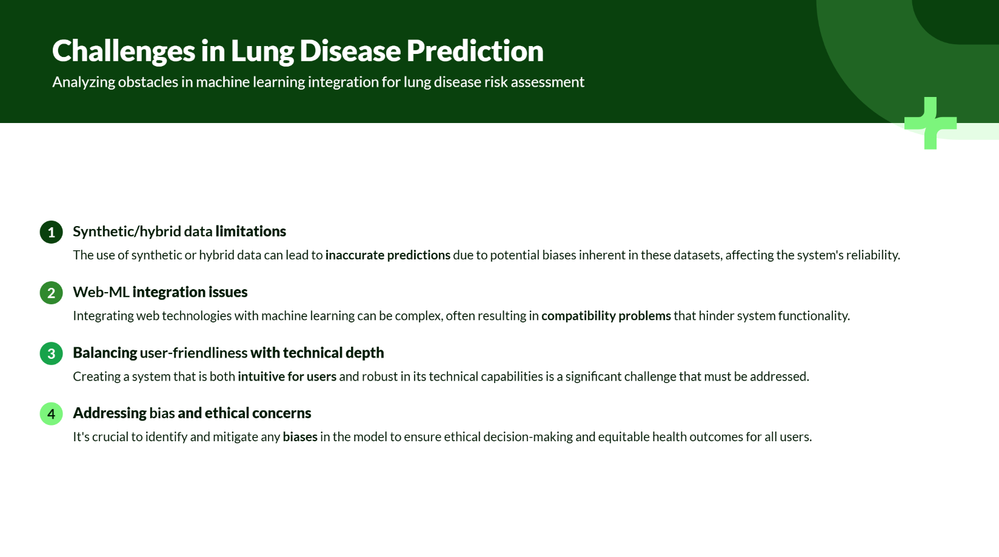 Challenges in Lung Disease Prediction
Analyzing obstacles in machine learning integration for lung disease risk assessment
1 Synthetic/hybrid data limitations
The use of synthetic or hybrid data can lead to inaccurate predictions due to potential biases inherent in these datasets, affecting the system's reliability.
2 Web-ML integration issues
Integrating web technologies with machine learning can be complex, often resulting in compatibility problems that hinder system functionality.
3 Balancing user-friendliness with technical depth
Creating a system that is both intuitive for users and robust in its technical capabilities is a significant challenge that must be addressed.
4 Addressing bias and ethical concerns
It's crucial to identify and mitigate any biases in the model to ensure ethical decision-making and equitable health outcomes for all users.